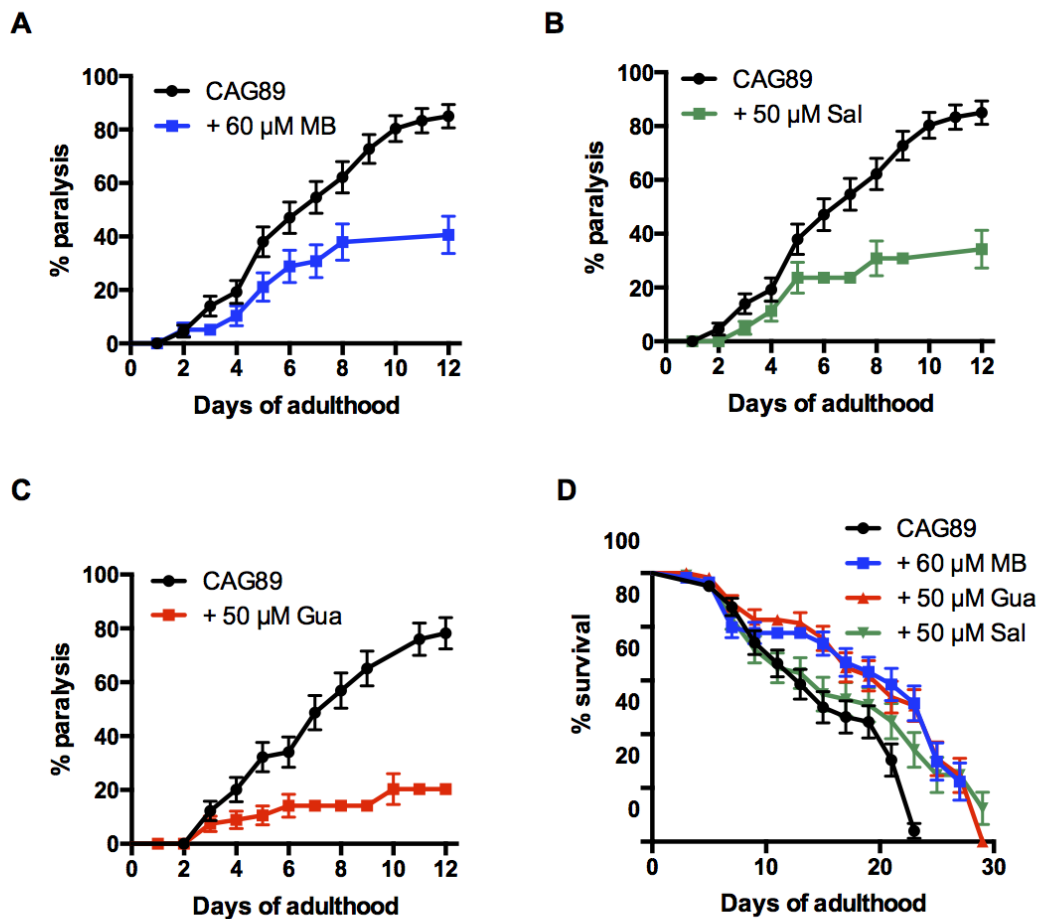 A
100
80
60
40
20
0
% paralysis
CAG89
+ 60 µM MB
0 2 4 6 8 10 12
Days of adulthood
B
100
80
60
40
20
0
% paralysis
CAG89
+ 50 µM Sal
0 2 4 6 8 10 12
Days of adulthood
C
100
80
60
40
20
0
% paralysis
CAG89
+ 50 µM Gua
0 2 4 6 8 10 12
Days of adulthood
D
100
80
60
40
20
0
% survival
CAG89
+ 60 µM MB
+ 50 µM Gua
+ 50 µM Sal
0 10 20 30
Days of adulthood